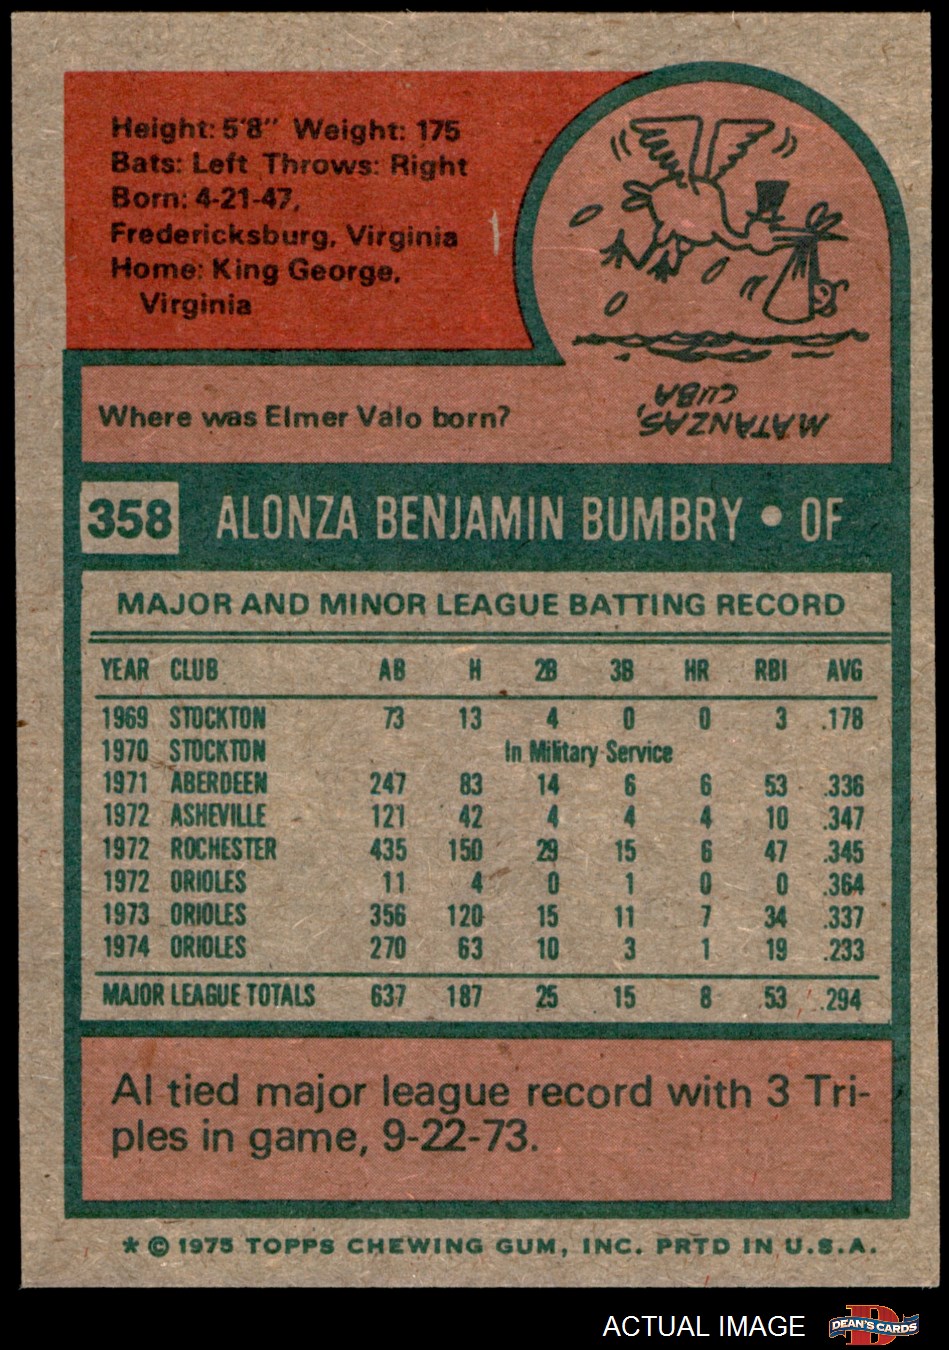 Height: 5'8" Weight: 175
Bats: Left Throws: Right
Born: 4-21-47,
Fredericksburg, Virginia
Home: King George,
Virginia
Where was Elmer Valo born?
MATANZAS,
CUBA
358 ALONZA BENJAMIN BUMBRY • OF
MAJOR AND MINOR LEAGUE BATTING RECORD
YEAR CLUB AB H 2B 3B HR RBI AVG
1969 STOCKTON 73 13 4 0 0 3 .178
1970 STOCKTON In Military Service
1971 ABERDEEN 247 83 14 6 6 53 .336
1972 ASHEVILLE 121 42 4 4 4 10 .347
1972 ROCHESTER 435 150 29 15 6 47 .345
1972 ORIOLES 11 4 0 1 0 0 .364
1973 ORIOLES 356 120 15 11 7 34 .337
1974 ORIOLES 270 63 10 3 1 19 .233
MAJOR LEAGUE TOTALS 637 187 25 15 8 53 .294
Al tied major league record with 3 Tri-
ples in game, 9-22-73.
* © 1975 TOPPS CHEWING GUM, INC. PRTD IN U.S.A.
ACTUAL IMAGE DEAN'S CARDS